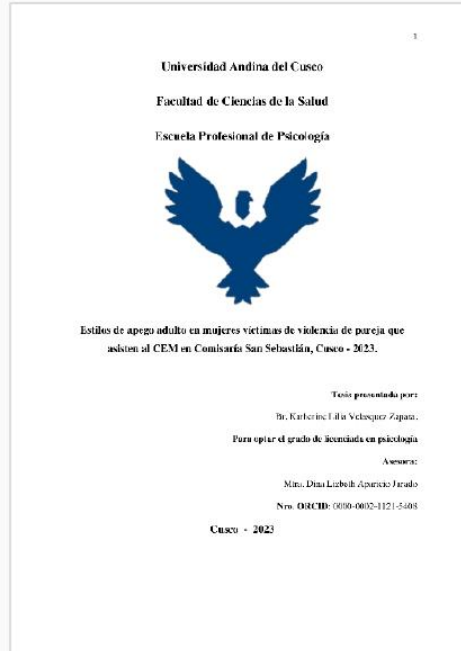 1
Universidad Andina del Cusco
Facultad de Ciencias de la Salud
Escuela Profesional de Psicología
Estilos de apego adulto en mujeres víctimas de violencia de pareja que
asisten al CEM en Comisaría San Sebastián, Cusco - 2023.
Tesis presentada por:
Br. Katherine Lilia Velasquez Zapata.
Para optar el grado de licenciada en psicología
Asesora:
Mtra. Dina Lizbeth Aparicio Jurado
Nro. ORCID: 0000-0002-1121-5408
Cusco - 2023